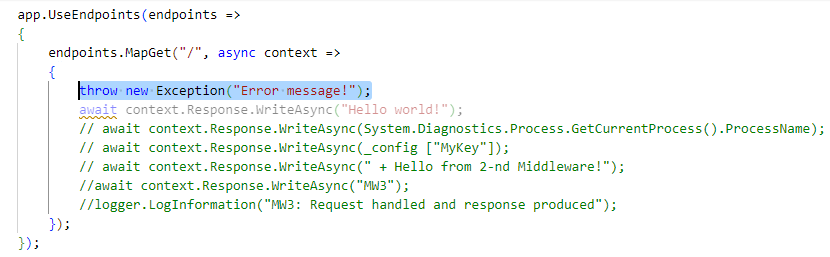 app.UseEndpoints(endpoints =>
{
endpoints.MapGet("/", async context =>
{
throw new Exception("Error message!");
await context.Response.WriteAsync("Hello world!");
// await context.Response.WriteAsync(System.Diagnostics.Process.GetCurrentProcess().ProcessName);
// await context.Response.WriteAsync(_config ["MyKey"]);
// await context.Response.WriteAsync(" + Hello from 2-nd Middleware!");
//await context.Response.WriteAsync("MW3");
//logger.LogInformation("MW3: Request handled and response produced");
});
});